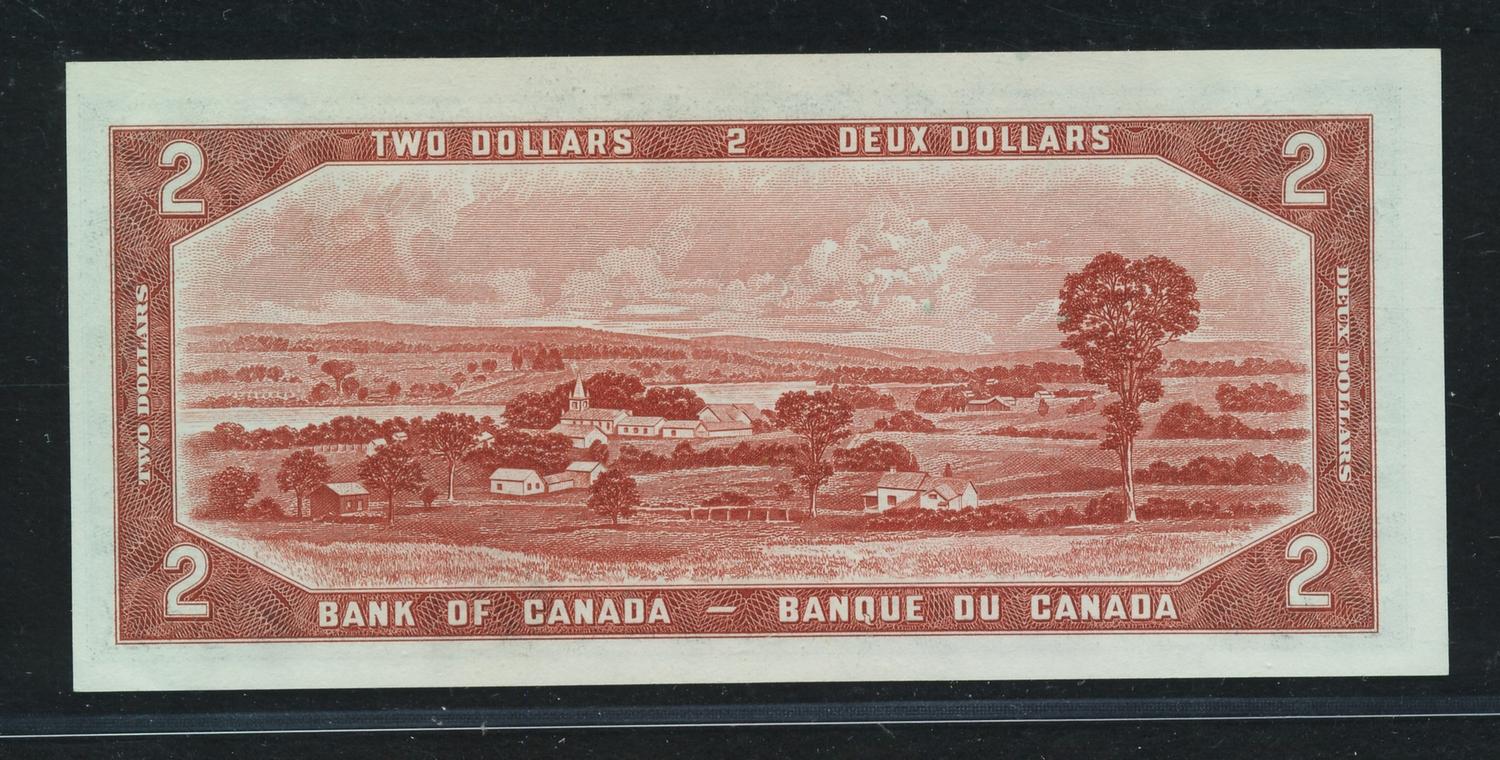 TWO DOLLARS 2 DEUX DOLLARS
2 2
TWO DOLLARS
DEUX DOLLARS
2 2
BANK OF CANADA — BANQUE DU CANADA